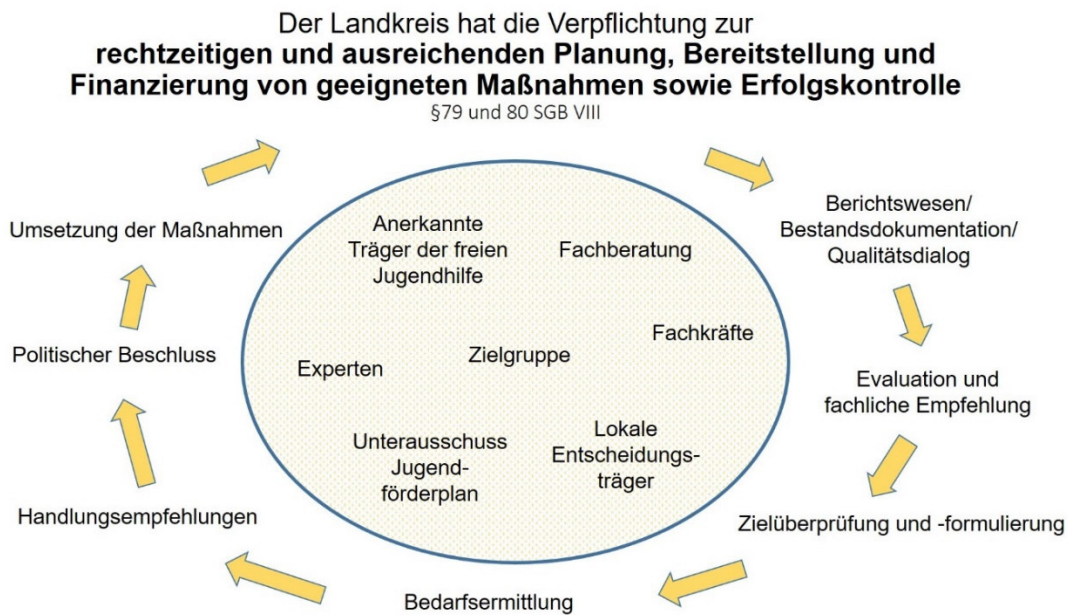 Der Landkreis hat die Verpflichtung zur
rechtzeitigen und ausreichenden Planung, Bereitstellung und
Finanzierung von geeigneten Maßnahmen sowie Erfolgskontrolle
§79 und 80 SGB VIII
Berichtswesen/
Bestandsdokumentation/
Qualitätsdialog
Evaluation und
fachliche Empfehlung
Zielüberprüfung und -formulierung
Bedarfsermittlung
Handlungsempfehlungen
Politischer Beschluss
Umsetzung der Maßnahmen
Anerkannte
Träger der freien
Jugendhilfe
Fachberatung
Experten
Zielgruppe
Fachkräfte
Unterausschuss
Jugend-
förderplan
Lokale
Entscheidungs-
träger